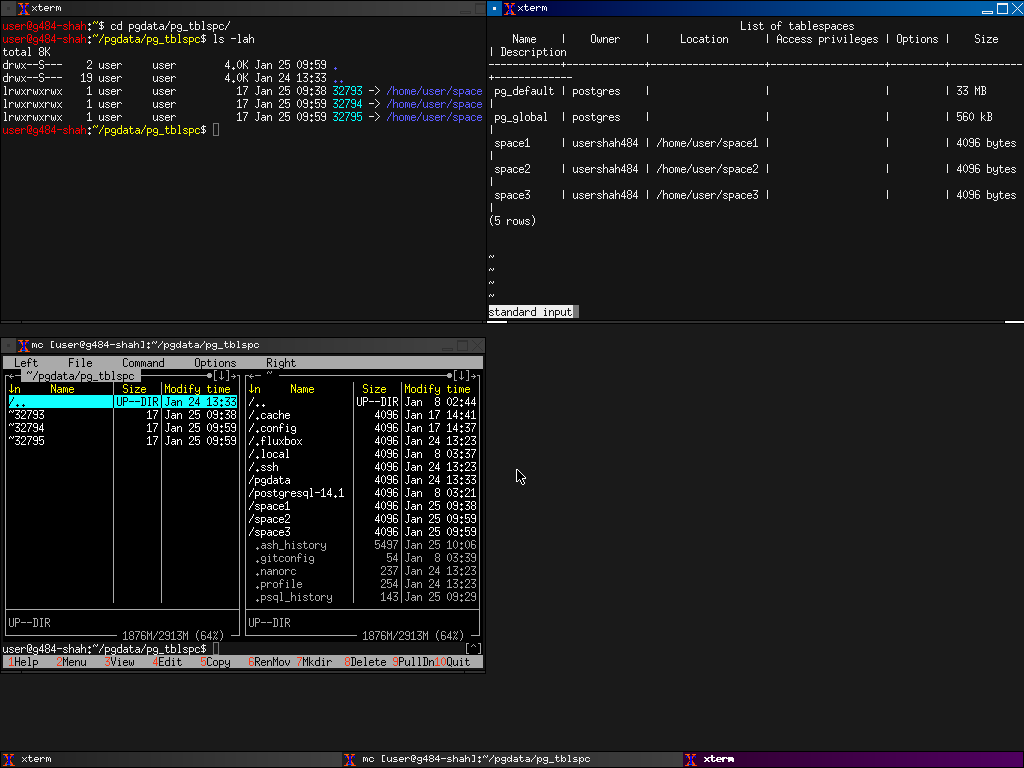 xterm
user@g484-shah:~$ cd pgdata/pg_tblspc/
user@g484-shah:~/pgdata/pg_tblspc$ ls -lah
total 8K
drwx--S---    2 user     user        4.0K Jan 25 09:59 .
drwx--S---   19 user     user        4.0K Jan 24 13:33 ..
lrwxrwxrwx    1 user     user          17 Jan 25 09:38 32793 -> /home/user/space
lrwxrwxrwx    1 user     user          17 Jan 25 09:59 32794 -> /home/user/space
lrwxrwxrwx    1 user     user          17 Jan 25 09:59 32795 -> /home/user/space
user@g484-shah:~/pgdata/pg_tblspc$
xterm
List of tablespaces
Name | Owner | Location | Access privileges | Options | Size
| Description
-----------+------------+-------------------+-------------------+---------+------------
+-------------
pg_default | postgres | | | | 33 MB
|
pg_global | postgres | | | | 560 kB
|
space1 | usershah484 | /home/user/space1 | | | 4096 bytes
|
space2 | usershah484 | /home/user/space2 | | | 4096 bytes
|
space3 | usershah484 | /home/user/space3 | | | 4096 bytes
|
(5 rows)
~
~
~
~
standard input
mc [user@g484-shah]:~/pgdata/pg_tblspc
Left File Command Options Right
~/pgdata/pg_tblspc [↓] ~ [↓]
↓n Name Size Modify time ↓n Name Size Modify time
/.. UP--DIR Jan 24 13:33 /.. UP--DIR Jan  8 02:44
~32793 17 Jan 25 09:38 /.cache 4096 Jan 17 14:41
~32794 17 Jan 25 09:59 /.config 4096 Jan 17 14:37
~32795 17 Jan 25 09:59 /.fluxbox 4096 Jan 24 13:23
/.local 4096 Jan  8 03:37
/.ssh 4096 Jan 24 13:23
/pgdata 4096 Jan 24 13:33
/postgresql-14.1 4096 Jan  8 03:21
/space1 4096 Jan 25 09:38
/space2 4096 Jan 25 09:59
/space3 4096 Jan 25 09:59
.ash_history 5497 Jan 25 10:06
.gitconfig 54 Jan  8 03:39
.nanorc 237 Jan 24 13:23
.profile 254 Jan 24 13:23
.psql_history 143 Jan 25 09:29
UP--DIR UP--DIR
1876M/2913M (64%) 1876M/2913M (64%)
user@g484-shah:~/pgdata/pg_tblspc$ [^]
1Help 2Menu 3View 4Edit 5Copy 6RenMov 7Mkdir 8Delete 9PullDn 10Quit
xterm mc [user@g484-shah]:~/pgdata/pg_tblspc xterm